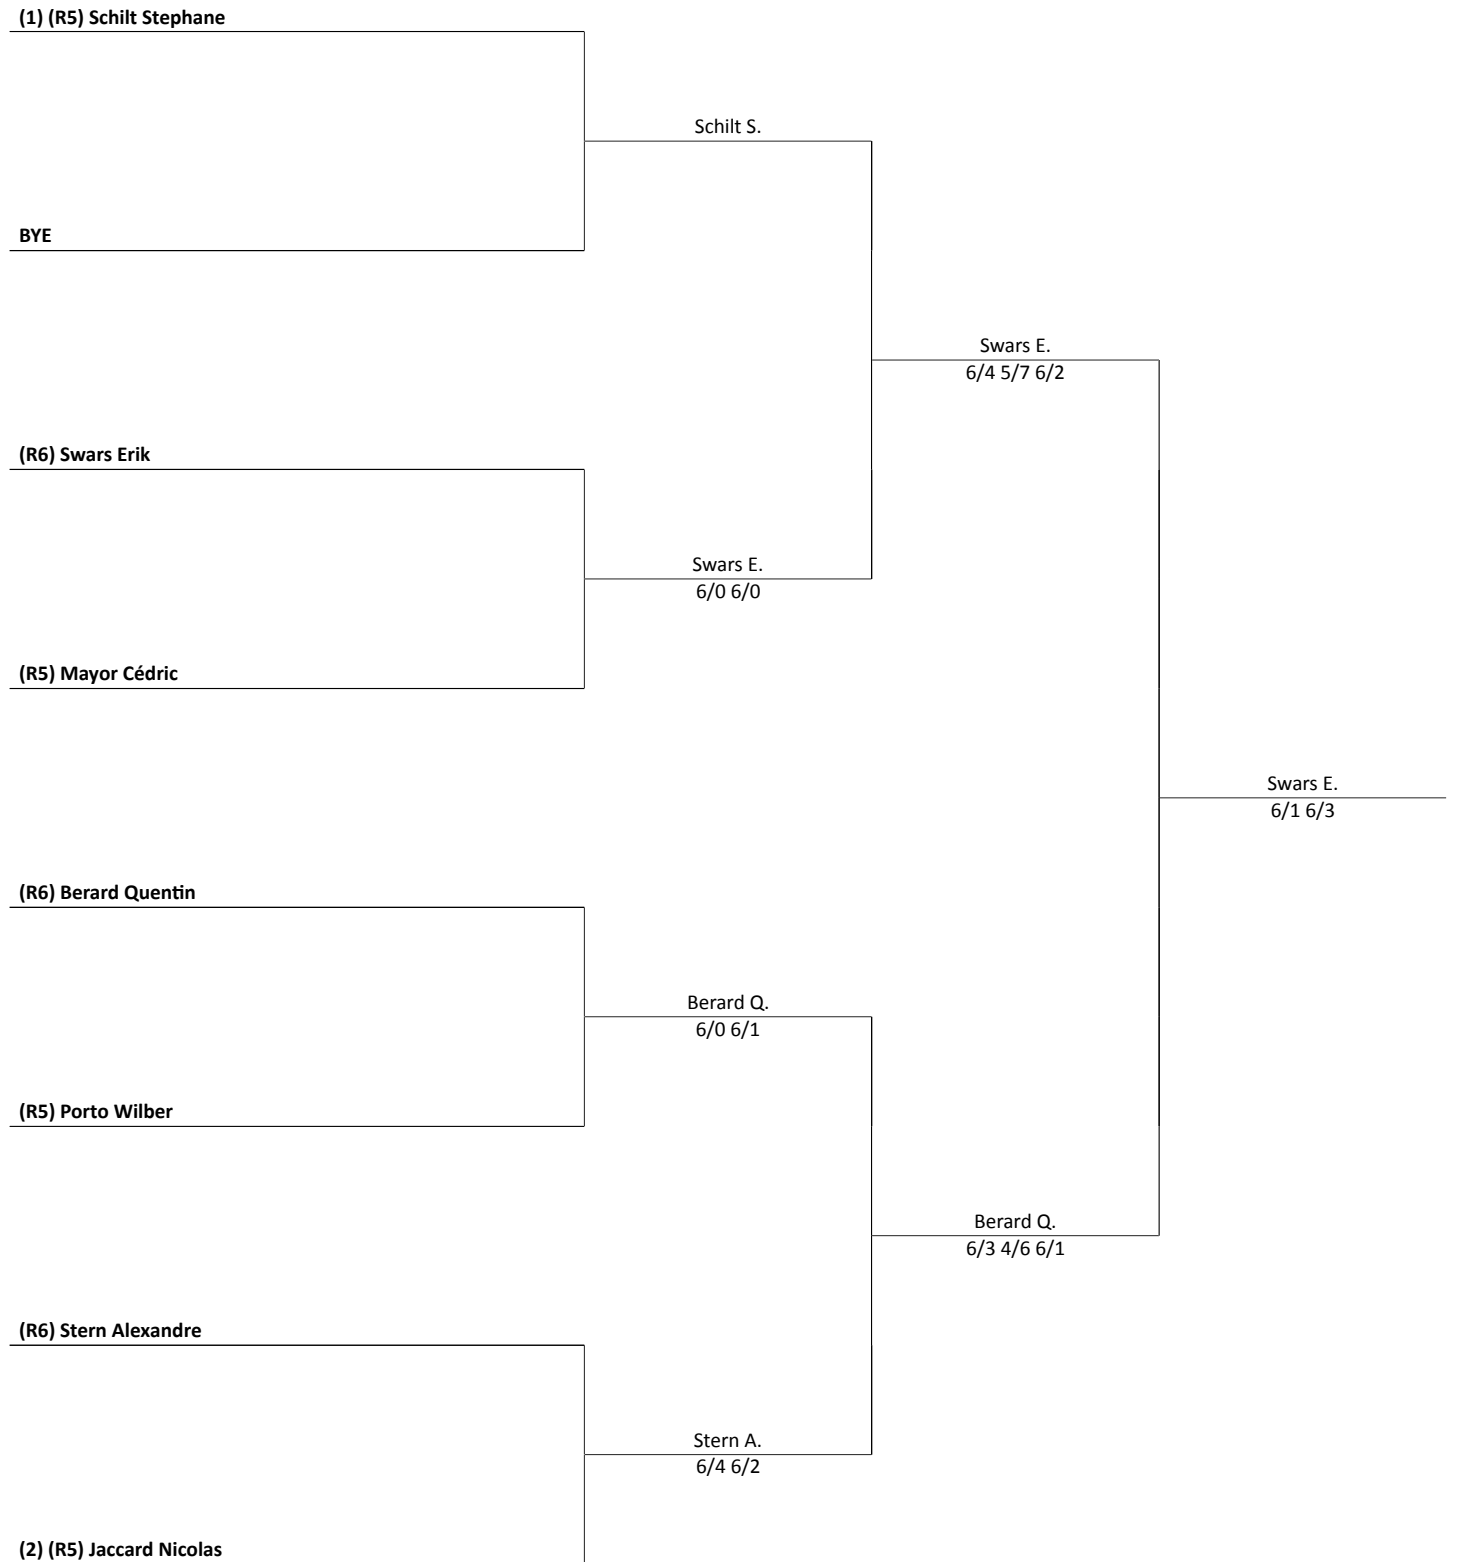 (1) (R5) Schilt Stephane
Schilt S.
BYE
Swars E.
6/4 5/7 6/2
(R6) Swars Erik
Swars E.
6/0 6/0
(R5) Mayor Cédric
Swars E.
6/1 6/3
(R6) Berard Quentin
Berard Q.
6/0 6/1
(R5) Porto Wilber
Berard Q.
6/3 4/6 6/1
(R6) Stern Alexandre
Stern A.
6/4 6/2
(2) (R5) Jaccard Nicolas